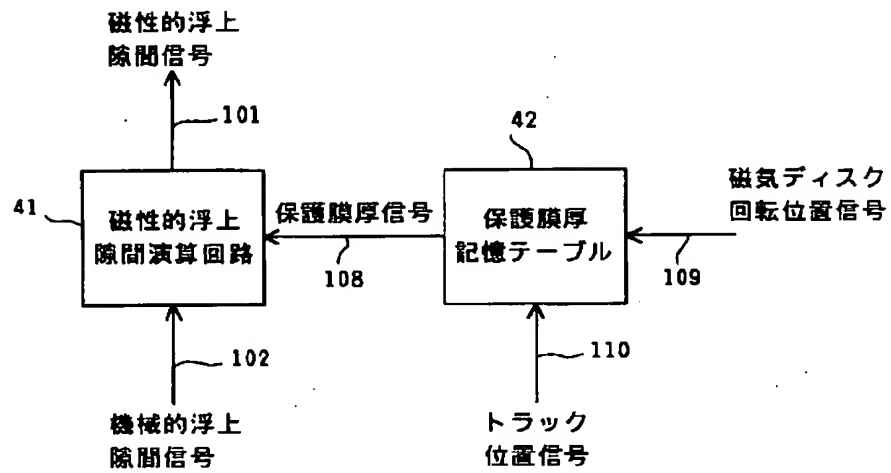 磁性的浮上
隙間信号
101
42
41
磁性的浮上
隙間演算回路
保護膜厚信号
108
保護膜厚
記憶テーブル
磁気ディスク
回転位置信号
109
102
110
機械的浮上
隙間信号
トラック
位置信号